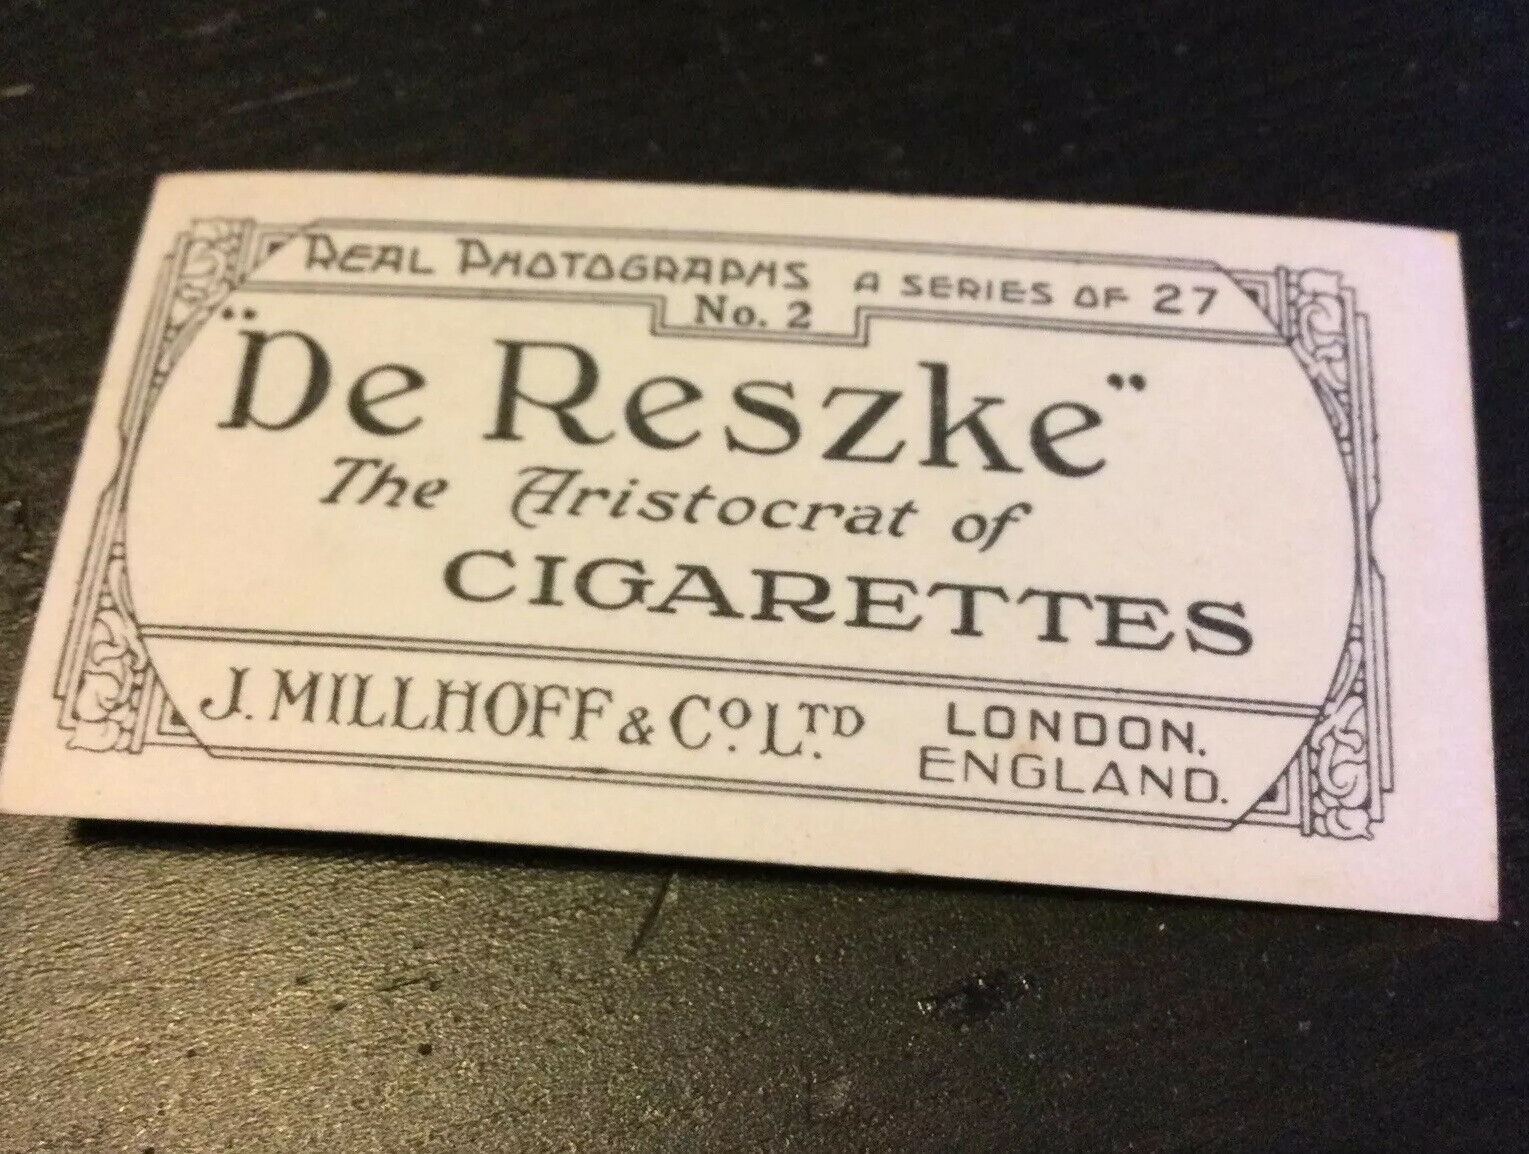 REAL PHOTOGRAPHS A SERIES OF 27
No. 2
"De Reszke"
The Aristocrat of
CIGARETTES
J. MILLHOFF & Co. LTD. LONDON.
ENGLAND.